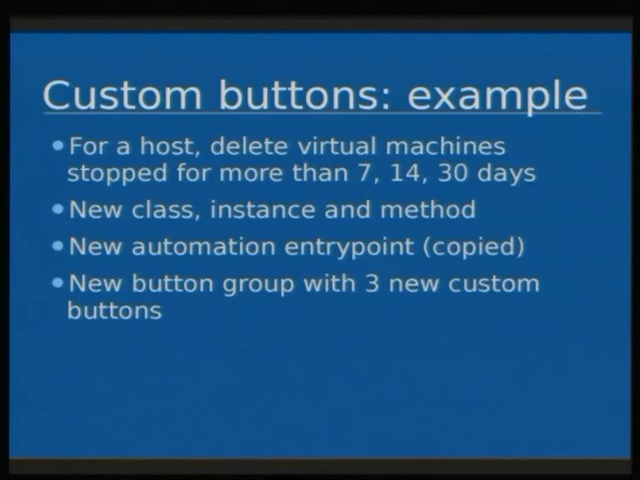 Custom buttons: example
•For a host, delete virtual machines
stopped for more than 7, 14, 30 days
•New class, instance and method
•New automation entrypoint (copied)
•New button group with 3 new custom
buttons